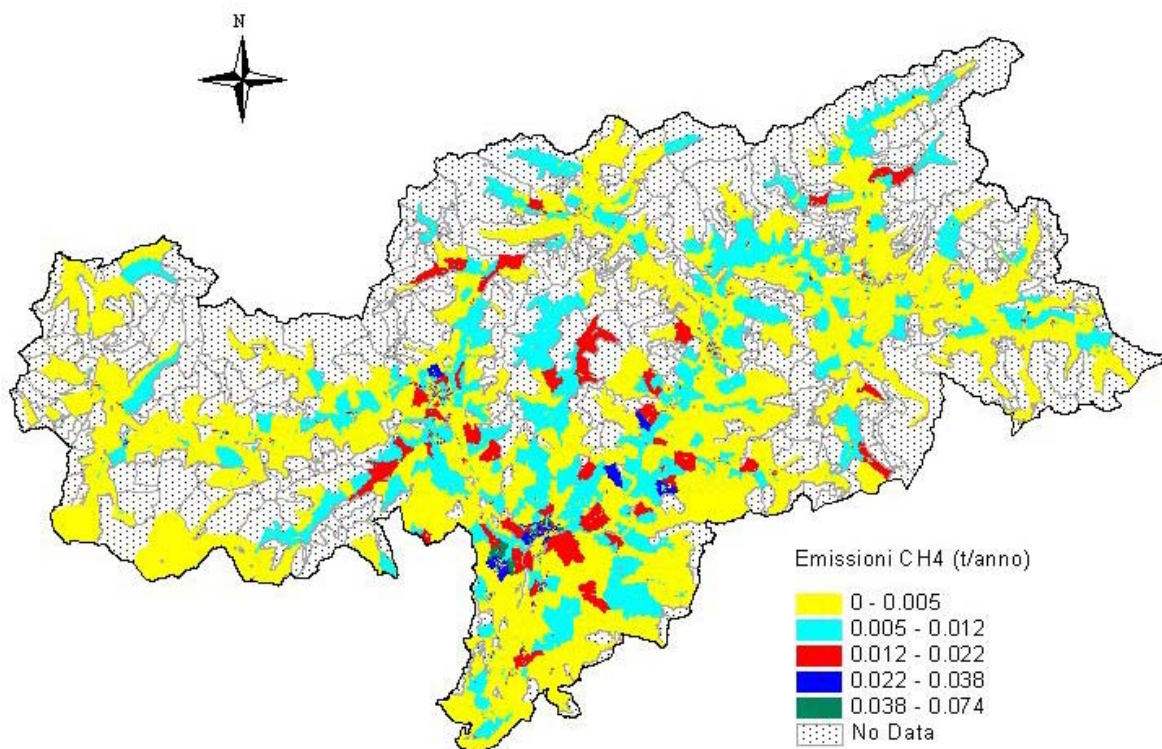 N
Emissioni CH4 (t/anno)
0 - 0.005
0.005 - 0.012
0.012 - 0.022
0.022 - 0.038
0.038 - 0.074
No Data